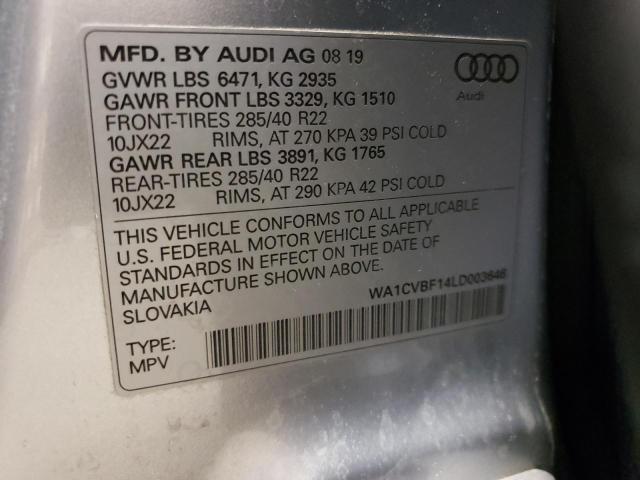 MFD. BY AUDI AG 08 19
GVWR LBS 6471, KG 2935
GAWR FRONT LBS 3329, KG 1510
FRONT-TIRES 285/40 R22
10JX22 RIMS, AT 270 KPA 39 PSI COLD
GAWR REAR LBS 3891, KG 1765
REAR-TIRES 285/40 R22
10JX22 RIMS, AT 290 KPA 42 PSI COLD
Audi
THIS VEHICLE CONFORMS TO ALL APPLICABLE
U.S. FEDERAL MOTOR VEHICLE SAFETY
STANDARDS IN EFFECT ON THE DATE OF
MANUFACTURE SHOWN ABOVE.
SLOVAKIA
WA1CVBF14LD003646
TYPE:
MPV